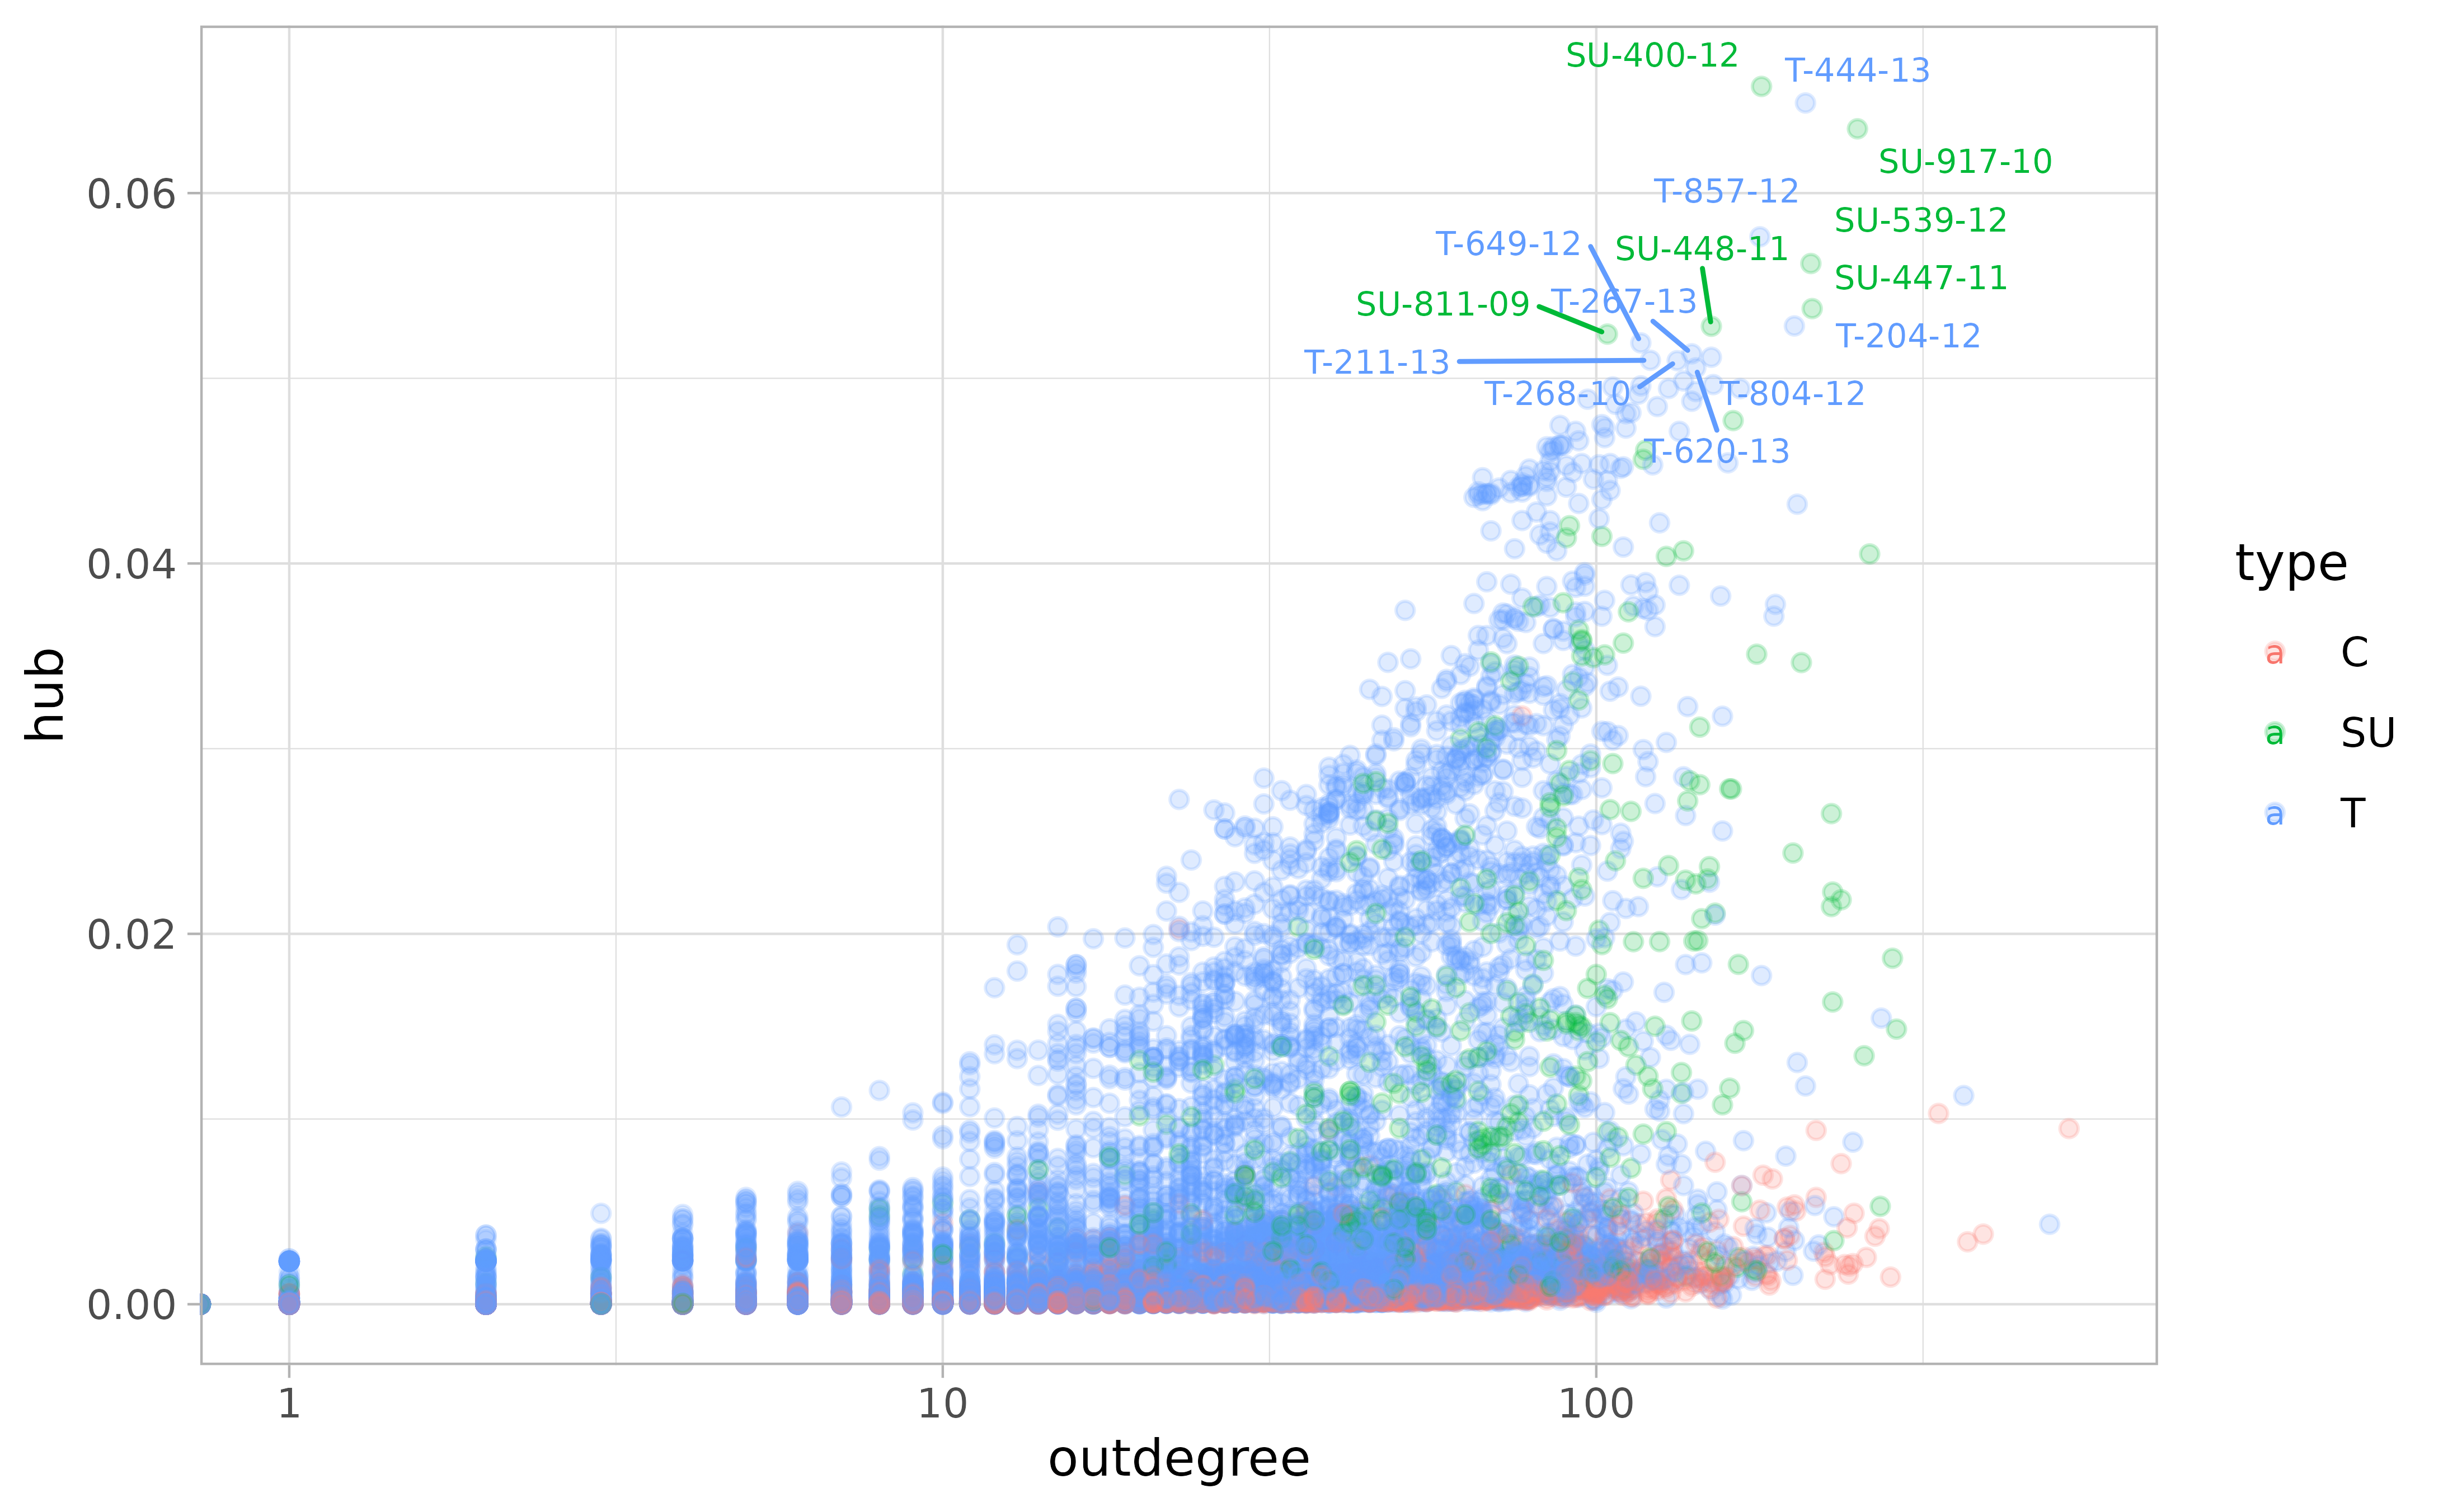 SU-400-12
T-444-13
SU-917-10
T-857-12
SU-539-12
T-649-12
SU-448-11
SU-447-11
SU-811-09
T-267-13
T-204-12
T-211-13
T-268-10
T-804-12
T-620-13
0.06
0.04
0.02
0.00
hub
1
10
100
outdegree
type
a C
a SU
a T